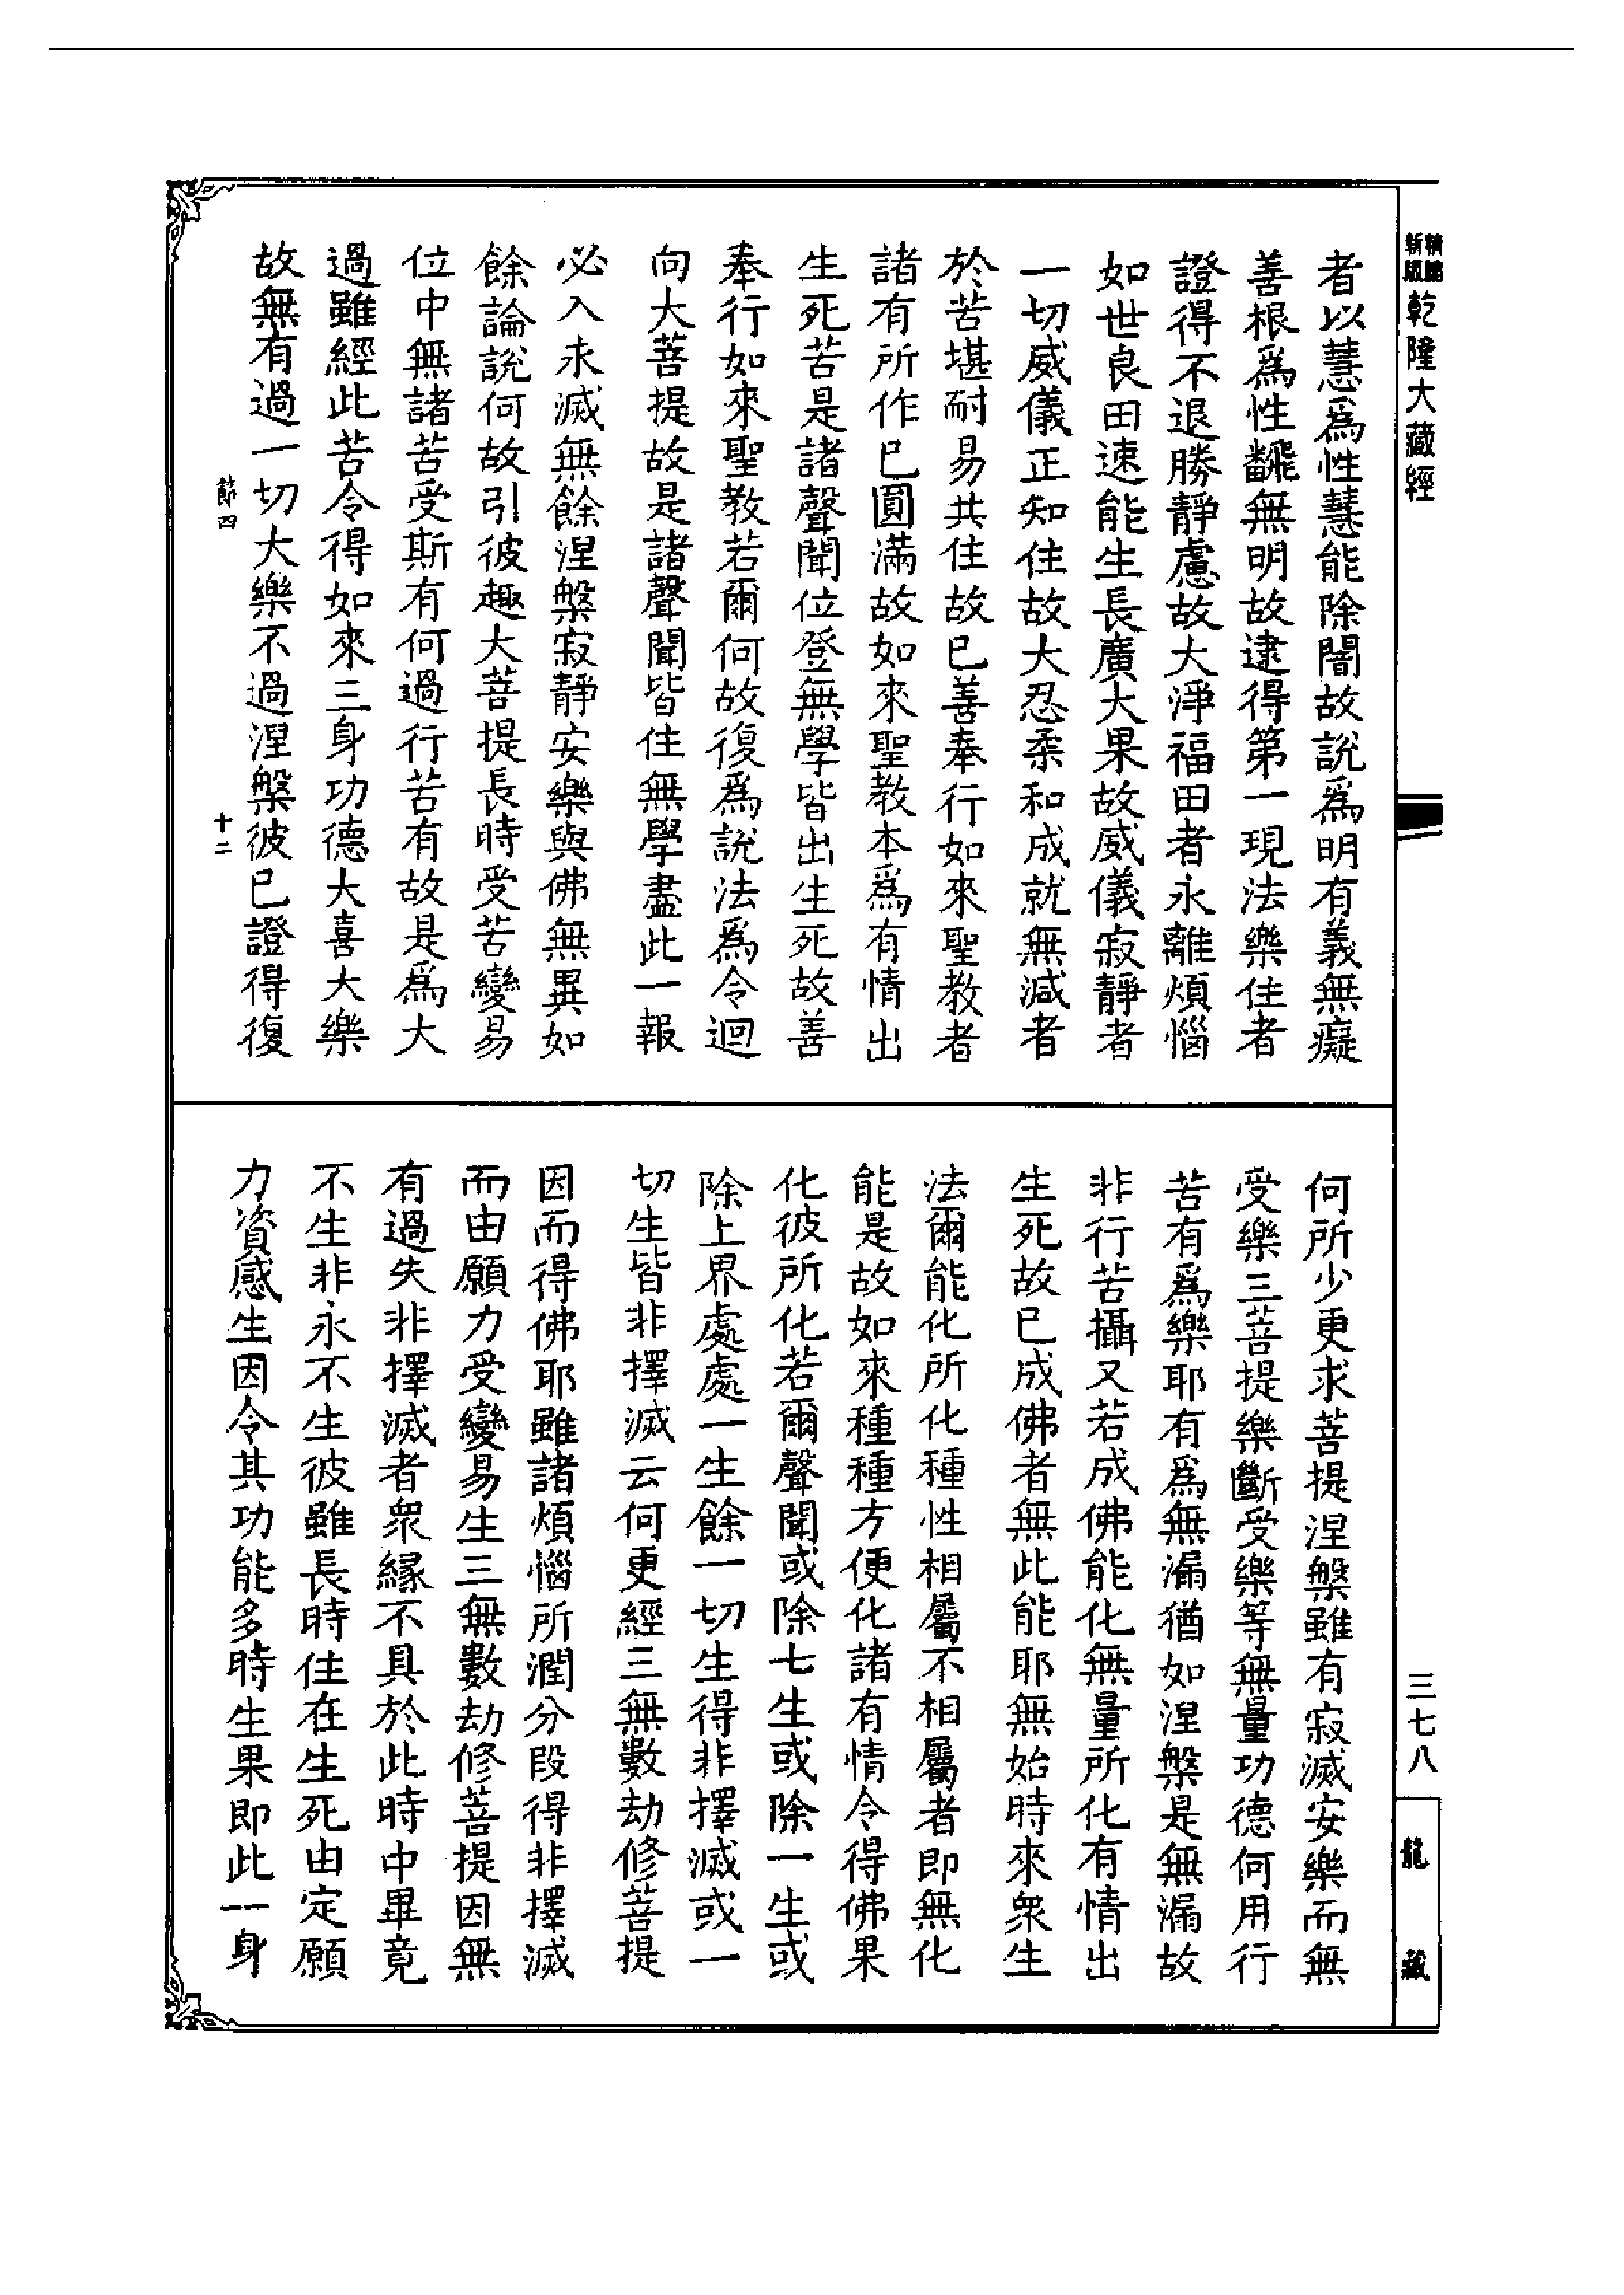 精縮
新版
乾隆大藏經
三七八
龍藏
者以慧爲性慧能除闇故說爲明有義無癡
善根爲性飜無明故逮得第一現法樂住者
證得不退勝靜慮故大淨福田者永離煩惱
如世良田速能生長廣大果故威儀寂靜者
一切威儀正知住故大忍柔和成就無減者
於苦堪耐易共住故已善奉行如來聖教者
諸有所作已圓滿故如來聖教本爲有情出
生死苦是諸聲聞位登無學皆出生死故善
奉行如來聖教若爾何故復爲說法爲令迴
向大菩提故是諸聲聞皆住無學盡此一報
必入永滅無餘涅槃寂靜安樂與佛無異如
餘論說何故引彼趣大菩提長時受苦變易
位中無諸苦受斯有何過行苦有故是爲大
過雖經此苦令得如來三身功德大喜大樂
故無有過一切大樂不過涅槃彼已證得復
節四
十二
何所少更求菩提涅槃雖有寂滅安樂而無
受樂三菩提樂斷受樂等無量功德何用行
苦有爲樂耶有爲無漏猶如涅槃是無漏故
非行苦攝又若成佛能化無量所化有情出
生死故已成佛者無此能耶無始時來衆生
法爾能化所化種性相屬不相屬者即無化
能是故如來種種方便化諸有情令得佛果
化彼所化若爾聲聞或除七生或除一生或
除上界處處一生餘一切生得非擇滅或一
切生皆非擇滅云何更經三無數劫修菩提
因而得佛耶雖諸煩惱所潤分段得非擇滅
而由願力受變易生三無數劫修菩提因無
有過失非擇滅者衆緣不具於此時中畢竟
不生非永不生彼雖長時住在生死由定願
力資感生因令其功能多時生果即此一身